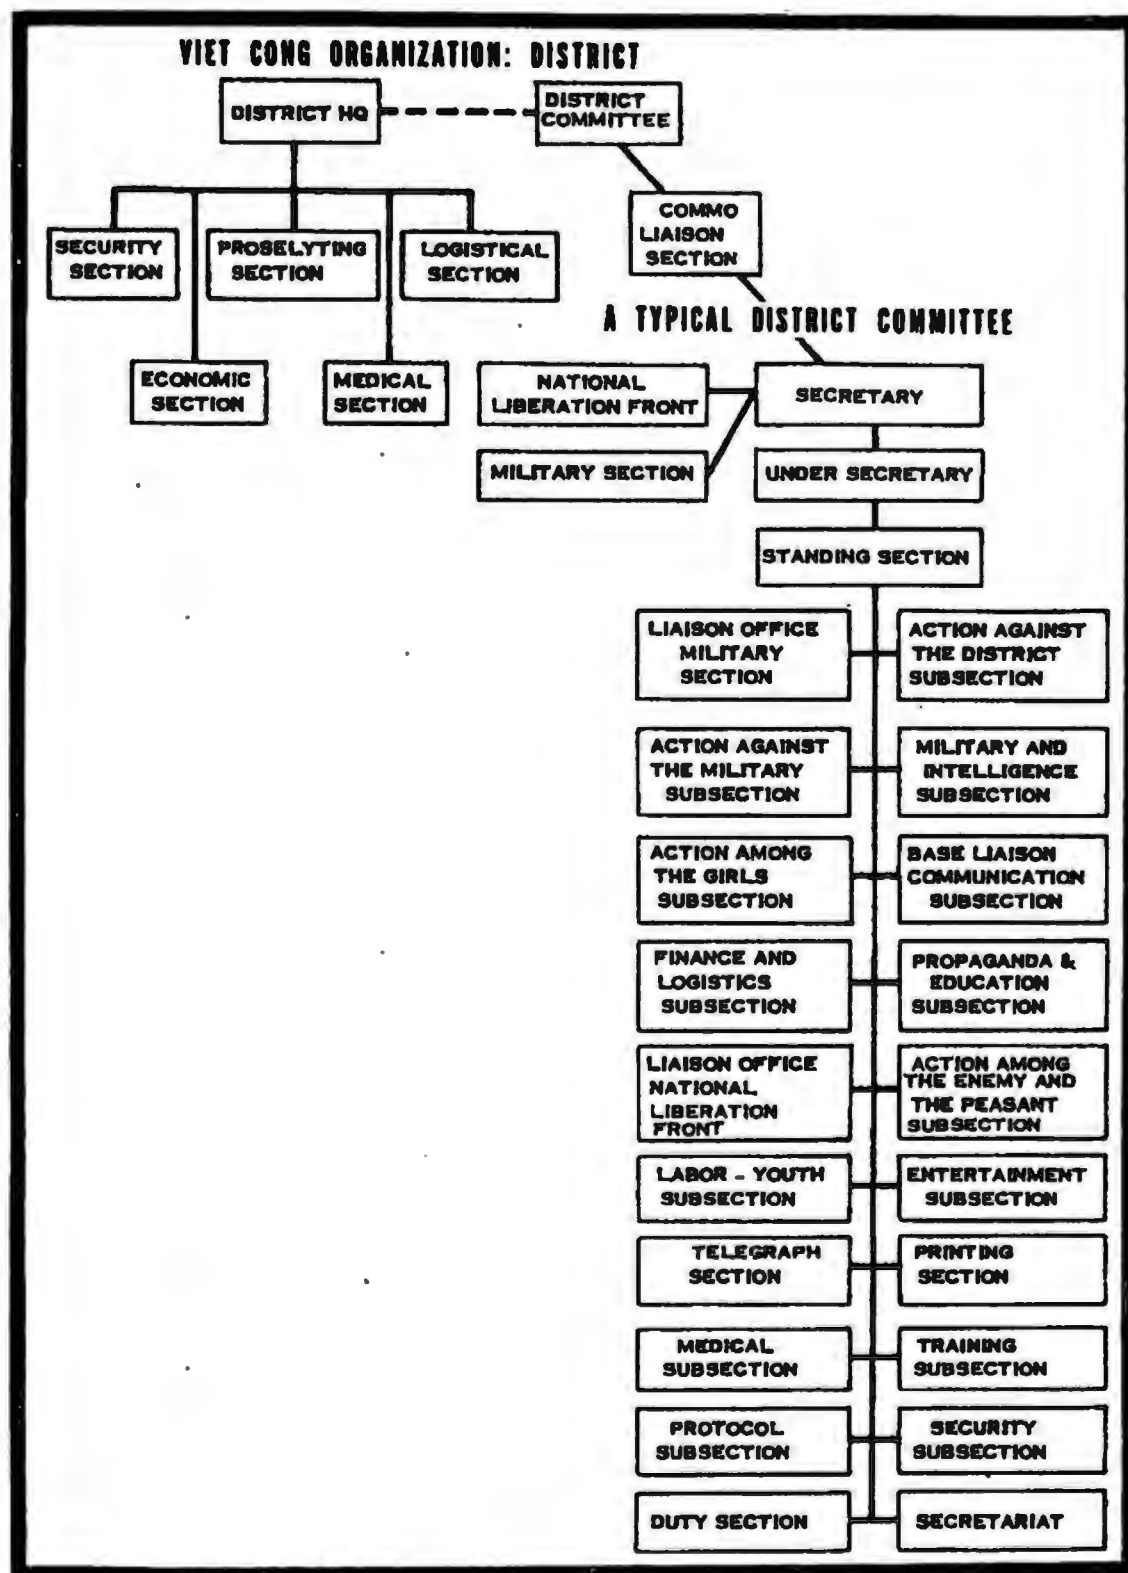 VIET CONG ORGANIZATION: DISTRICT
DISTRICT HQ
DISTRICT
COMMITTEE
COMMO
LIAISON
SECTION
SECURITY
SECTION
PROSELYTING
SECTION
LOGISTICAL
SECTION
ECONOMIC
SECTION
MEDICAL
SECTION
A TYPICAL DISTRICT COMMITTEE
NATIONAL
LIBERATION FRONT
SECRETARY
MILITARY SECTION
UNDER SECRETARY
STANDING SECTION
LIAISON OFFICE
MILITARY
SECTION
ACTION AGAINST
THE DISTRICT
SUBSECTION
ACTION AGAINST
THE MILITARY
SUBSECTION
MILITARY AND
INTELLIGENCE
SUBSECTION
ACTION AMONG
THE GIRLS
SUBSECTION
BASE LIAISON
COMMUNICATION
SUBSECTION
FINANCE AND
LOGISTICS
SUBSECTION
PROPAGANDA &
EDUCATION
SUBSECTION
LIAISON OFFICE
NATIONAL
LIBERATION
FRONT
ACTION AMONG
THE ENEMY AND
THE PEASANT
SUBSECTION
LABOR - YOUTH
SUBSECTION
ENTERTAINMENT
SUBSECTION
TELEGRAPH
SECTION
PRINTING
SECTION
MEDICAL
SUBSECTION
TRAINING
SUBSECTION
PROTOCOL
SUBSECTION
SECURITY
SUBSECTION
DUTY SECTION
SECRETARIAT